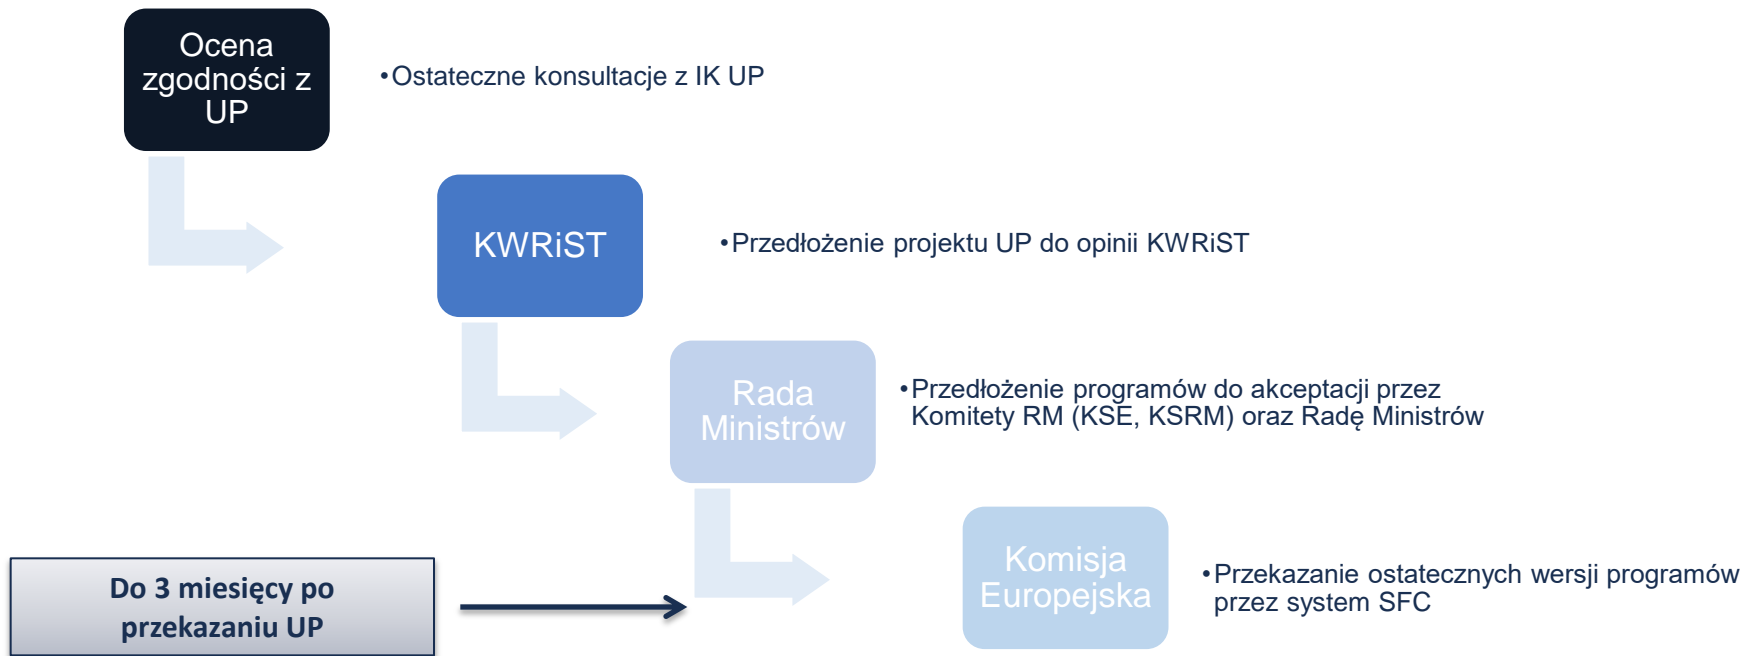 Ocena
zgodności z
UP
•Ostateczne konsultacje z IK UP
KWRiST
•Przedłożenie projektu UP do opinii KWRiST
Rada
Ministrów
•Przedłożenie programów do akceptacji przez
Komitety RM (KSE, KSRM) oraz Radę Ministrów
Do 3 miesięcy po
przekazaniu UP
Komisja
Europejska
•Przekazanie ostatecznych wersji programów
przez system SFC